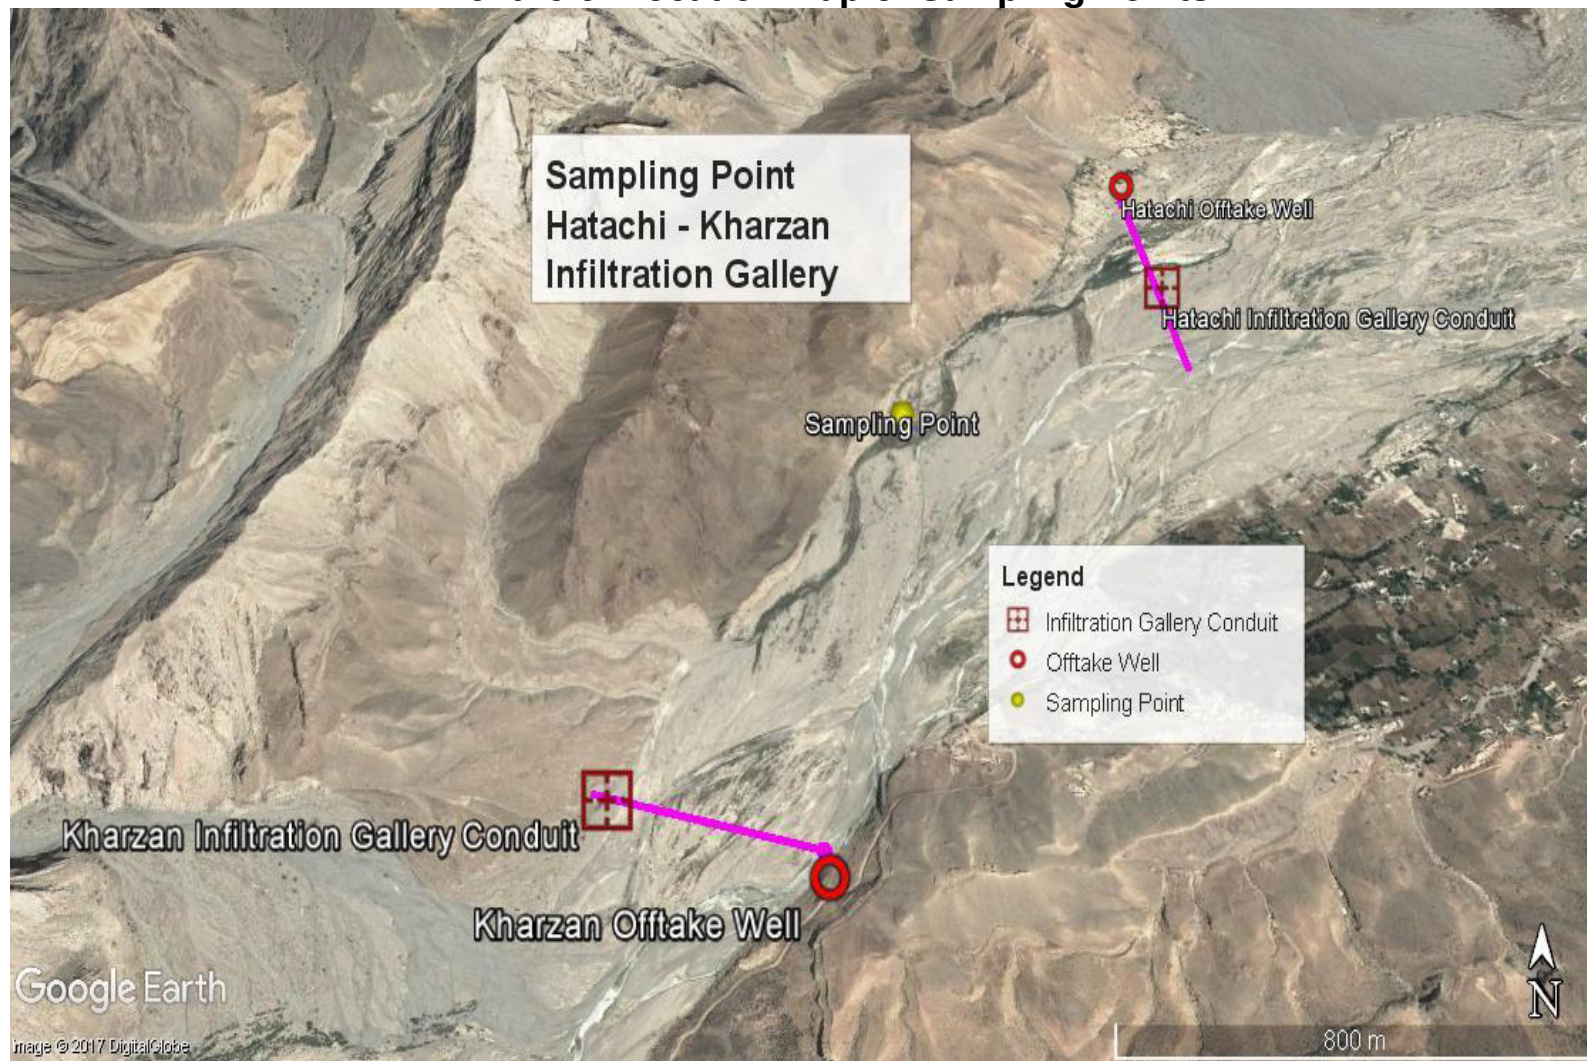 Sampling Point
Hatachi - Kharzan
Infiltration Gallery
Hatachi Offtake Well
Hatachi Infiltration Gallery Conduit
Sampling Point
Legend
Infiltration Gallery Conduit
Offtake Well
Sampling Point
Kharzan Infiltration Gallery Conduit
Kharzan Offtake Well
Google Earth
N
Image © 2017 DigitalGlobe
800 m